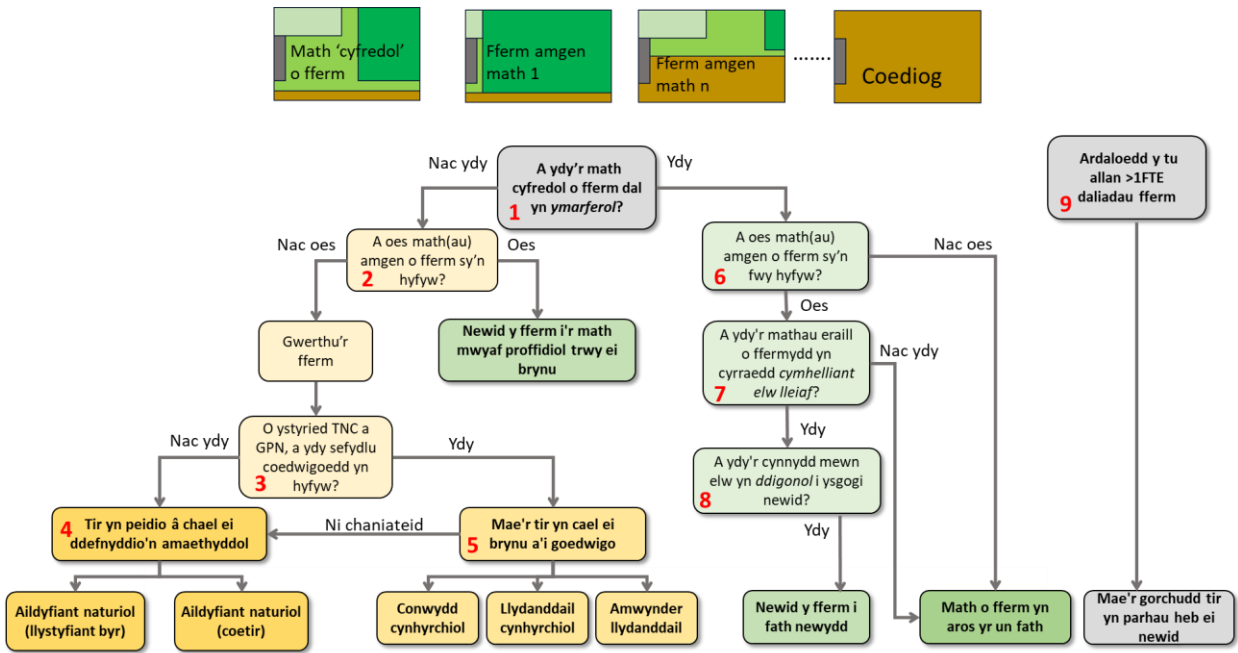 Math ‘cyfredol’
o fferm
Fferm amgen
math 1
Fferm amgen
math n
.......
Coediog
Nac ydy
A ydy’r math
cyfredol o fferm dal
yn ymarferol?
1
Ydy
Ardaloedd y tu
allan >1FTE
daliadau fferm
9
Nac oes
A oes math(au)
amgen o fferm sy’n
hyfyw?
2
Oes
A oes math(au)
amgen o fferm sy’n
fwy hyfyw?
6
Nac oes
Oes
Gwerthu’r
fferm
Newid y fferm i'r math
mwyaf proffidiol trwy ei
brynu
A ydy'r mathau eraill
o ffermydd yn
cyrraedd cymhelliant
elw lleiaf?
7
Nac ydy
Nac ydy
O ystyried TNC a
GPN, a ydy sefydlu
coedwigoedd yn
hyfyw?
3
Ydy
Ydy
A ydy'r cynnydd mewn
elw yn ddigonol i ysgogi
newid?
8
4
Tir yn peidio â chael ei
ddefnyddio'n amaethyddol
Ni chaniateid
Mae'r tir yn cael ei
brynu a'i goedwigo
5
Ydy
Aildyfiant naturiol
(llystyfiant byr)
Aildyfiant naturiol
(coetir)
Conwydd
cynhyrchiol
Llydanddail
cynhyrchiol
Amwynder
llydanddail
Newid y fferm i
fath newydd
Math o fferm yn
aros yr un fath
Mae'r gorchudd tir
yn parhau heb ei
newid